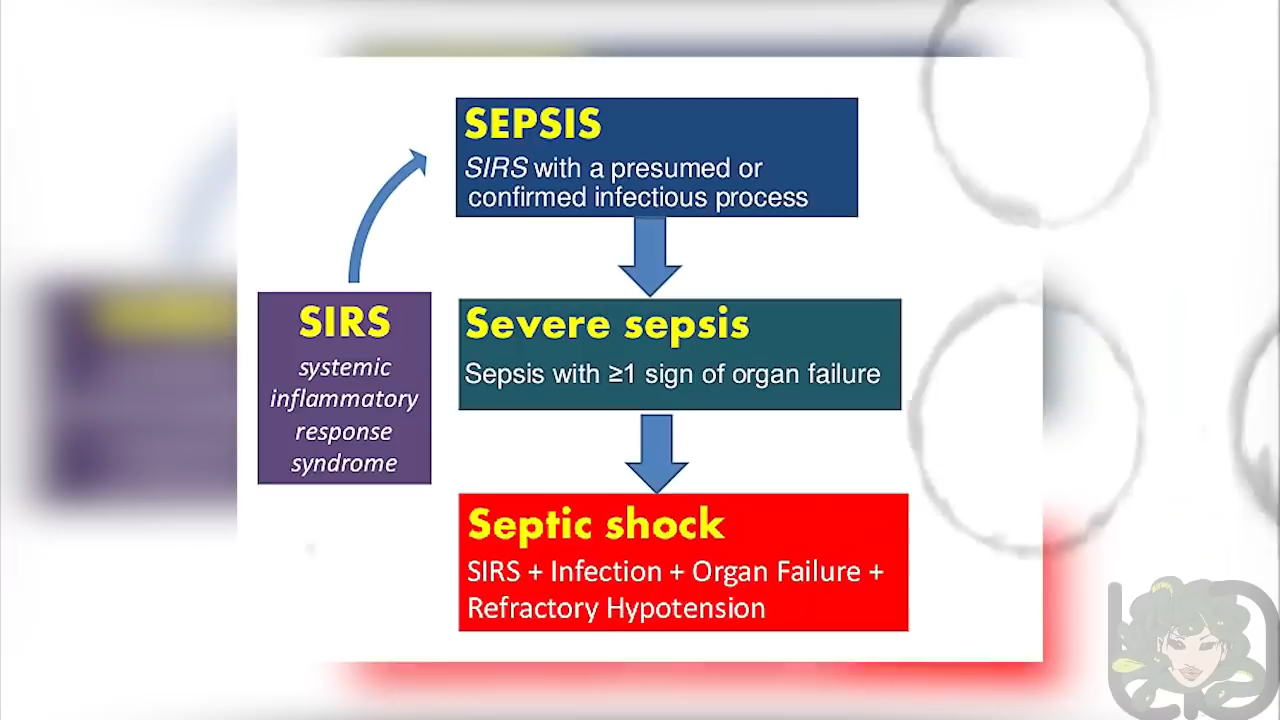 SEPSIS
SIRS with a presumed or
confirmed infectious process
SIRS
systemic
inflammatory
response
syndrome
Severe sepsis
Sepsis with ≥1 sign of organ failure
Septic shock
SIRS + Infection + Organ Failure +
Refractory Hypotension